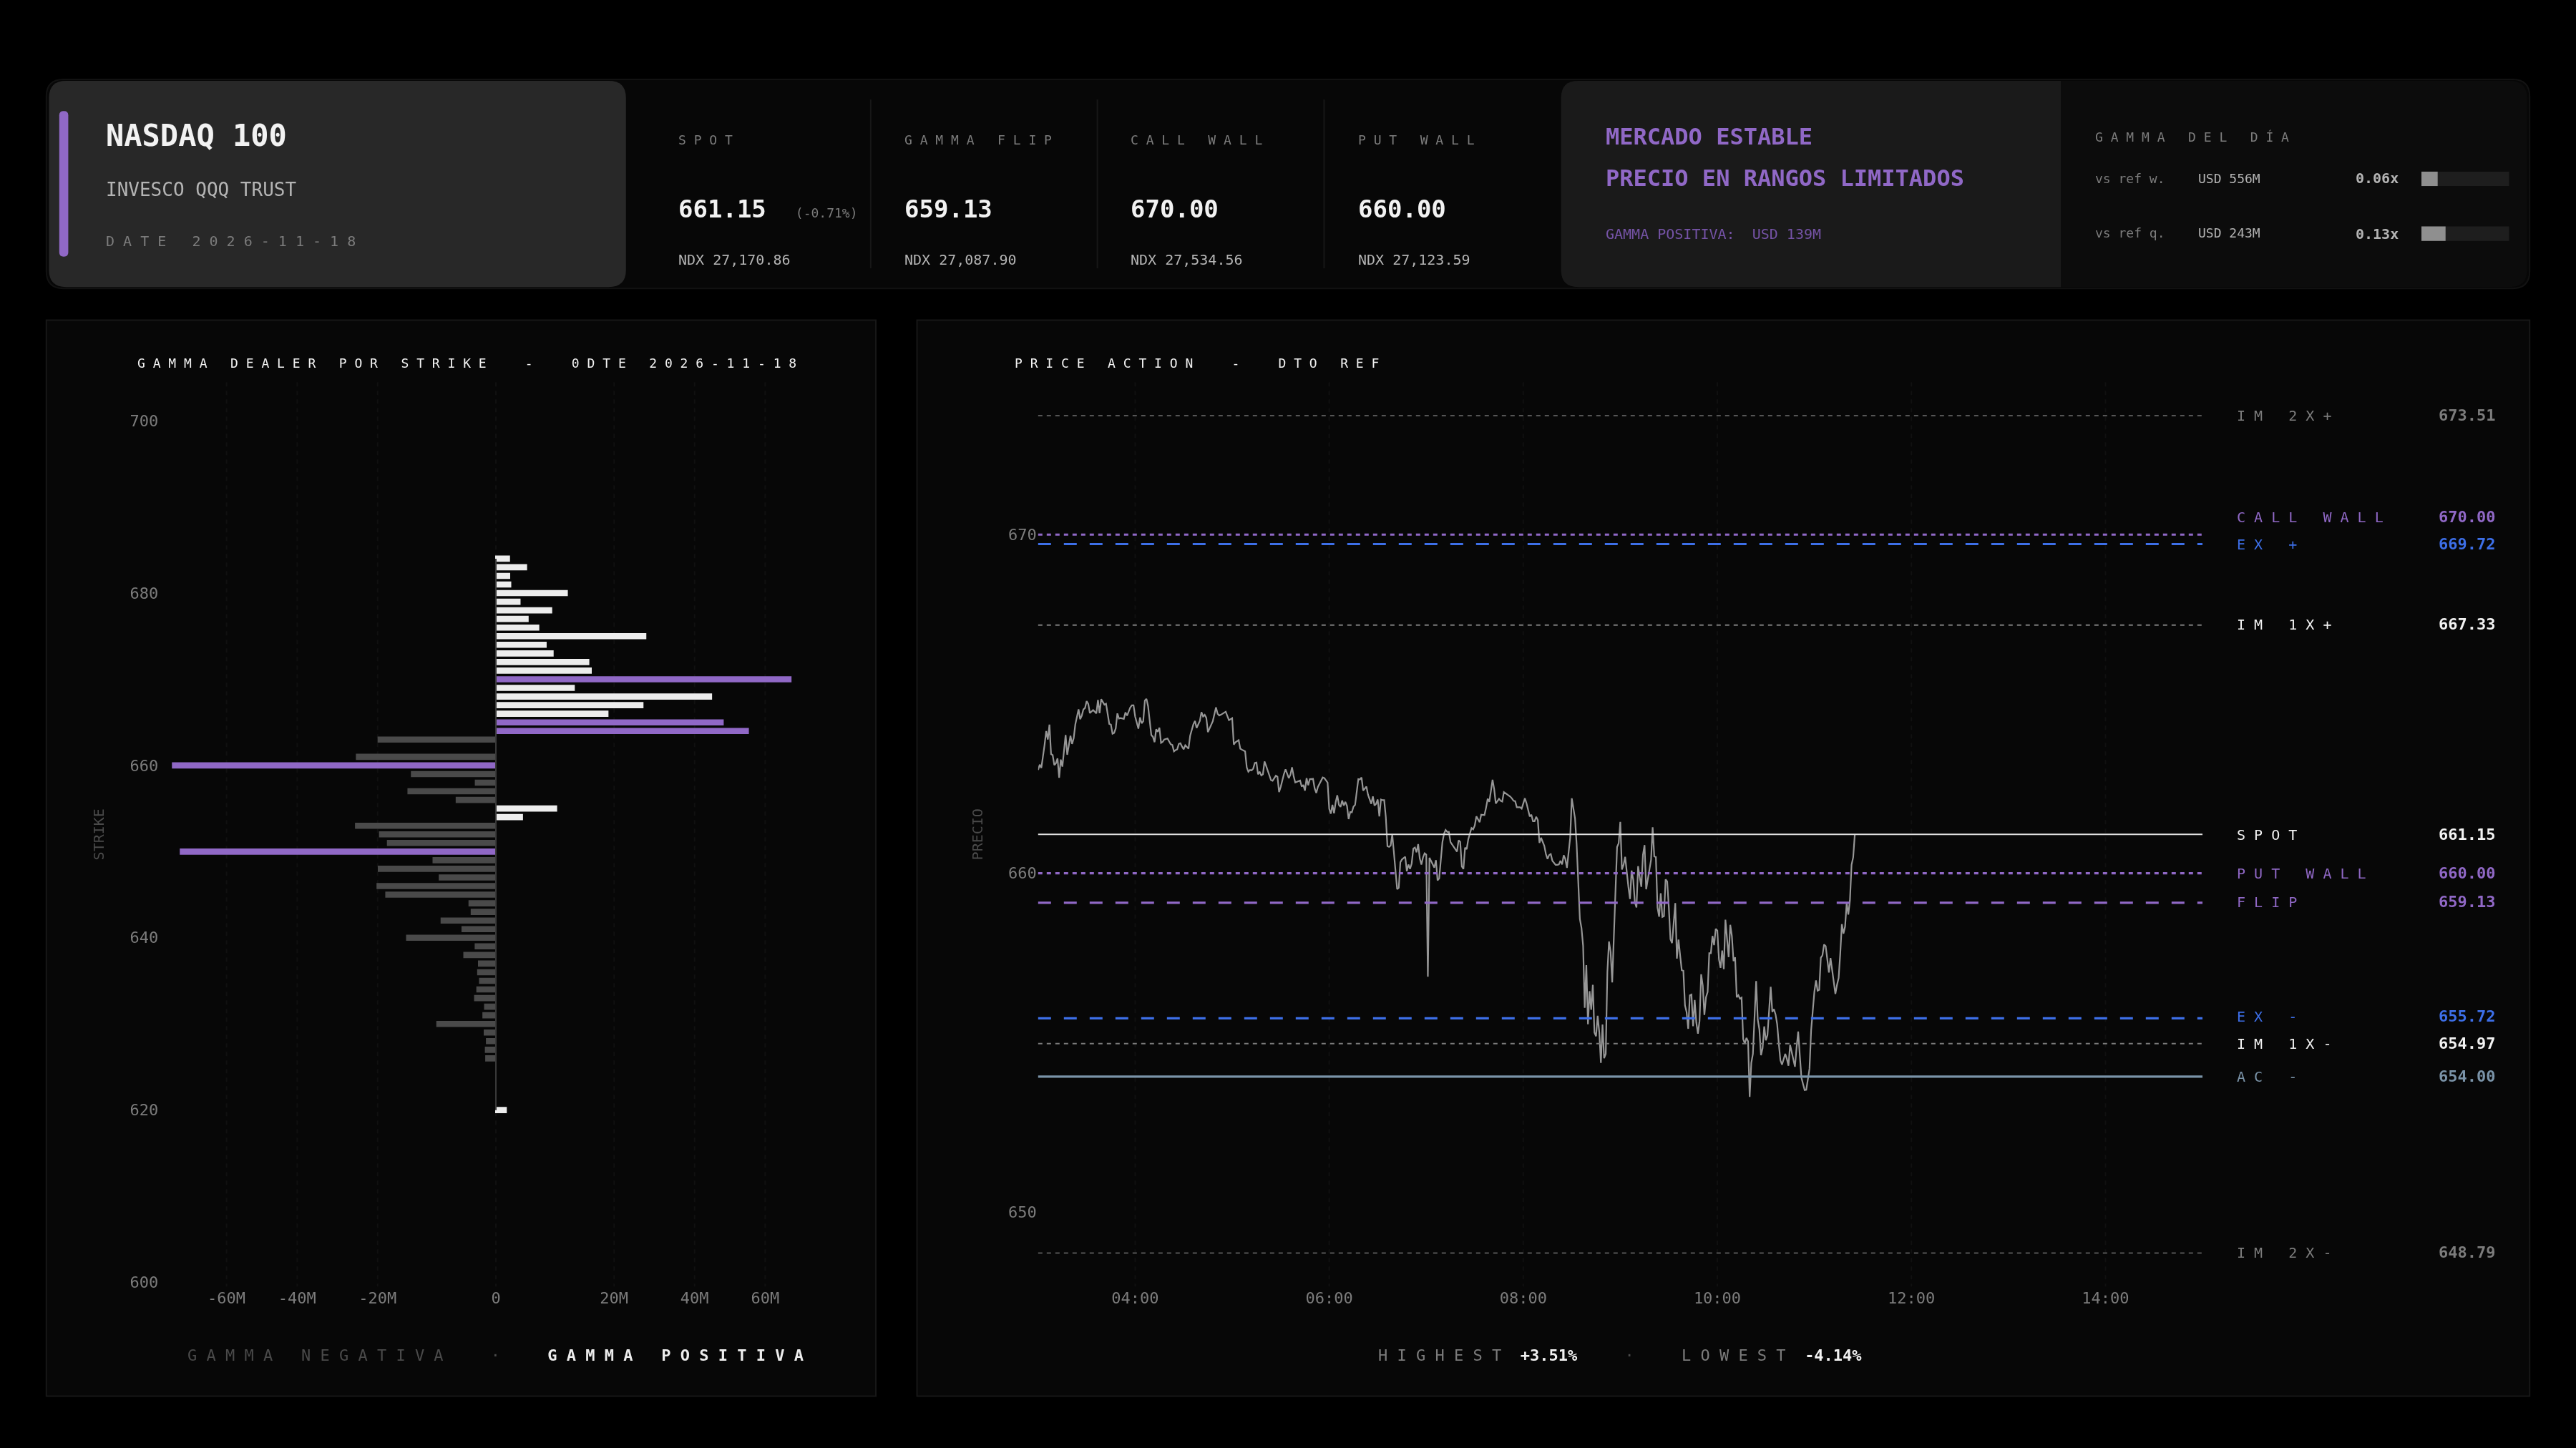 NASDAQ 100
INVESCO QQQ TRUST
DATE 2026-11-18
SPOT
661.15 (-0.71%)
NDX 27,170.86
GAMMA FLIP
659.13
NDX 27,087.90
CALL WALL
670.00
NDX 27,534.56
PUT WALL
660.00
NDX 27,123.59
MERCADO ESTABLE
PRECIO EN RANGOS LIMITADOS
GAMMA POSITIVA: USD 139M
GAMMA DEL DÍA
vs ref w. USD 556M 0.06x
vs ref q. USD 243M 0.13x
GAMMA DEALER POR STRIKE - 0DTE 2026-11-18
700
680
660
640
620
600
STRIKE
-60M -40M -20M 0 20M 40M 60M
GAMMA NEGATIVA · GAMMA POSITIVA
PRICE ACTION - DTO REF
670
660
650
PRECIO
IM 2X+ 673.51
CALL WALL 670.00
EX + 669.72
IM 1X+ 667.33
SPOT 661.15
PUT WALL 660.00
FLIP 659.13
EX - 655.72
IM 1X- 654.97
AC - 654.00
IM 2X- 648.79
04:00 06:00 08:00 10:00 12:00 14:00
HIGHEST +3.51% · LOWEST -4.14%